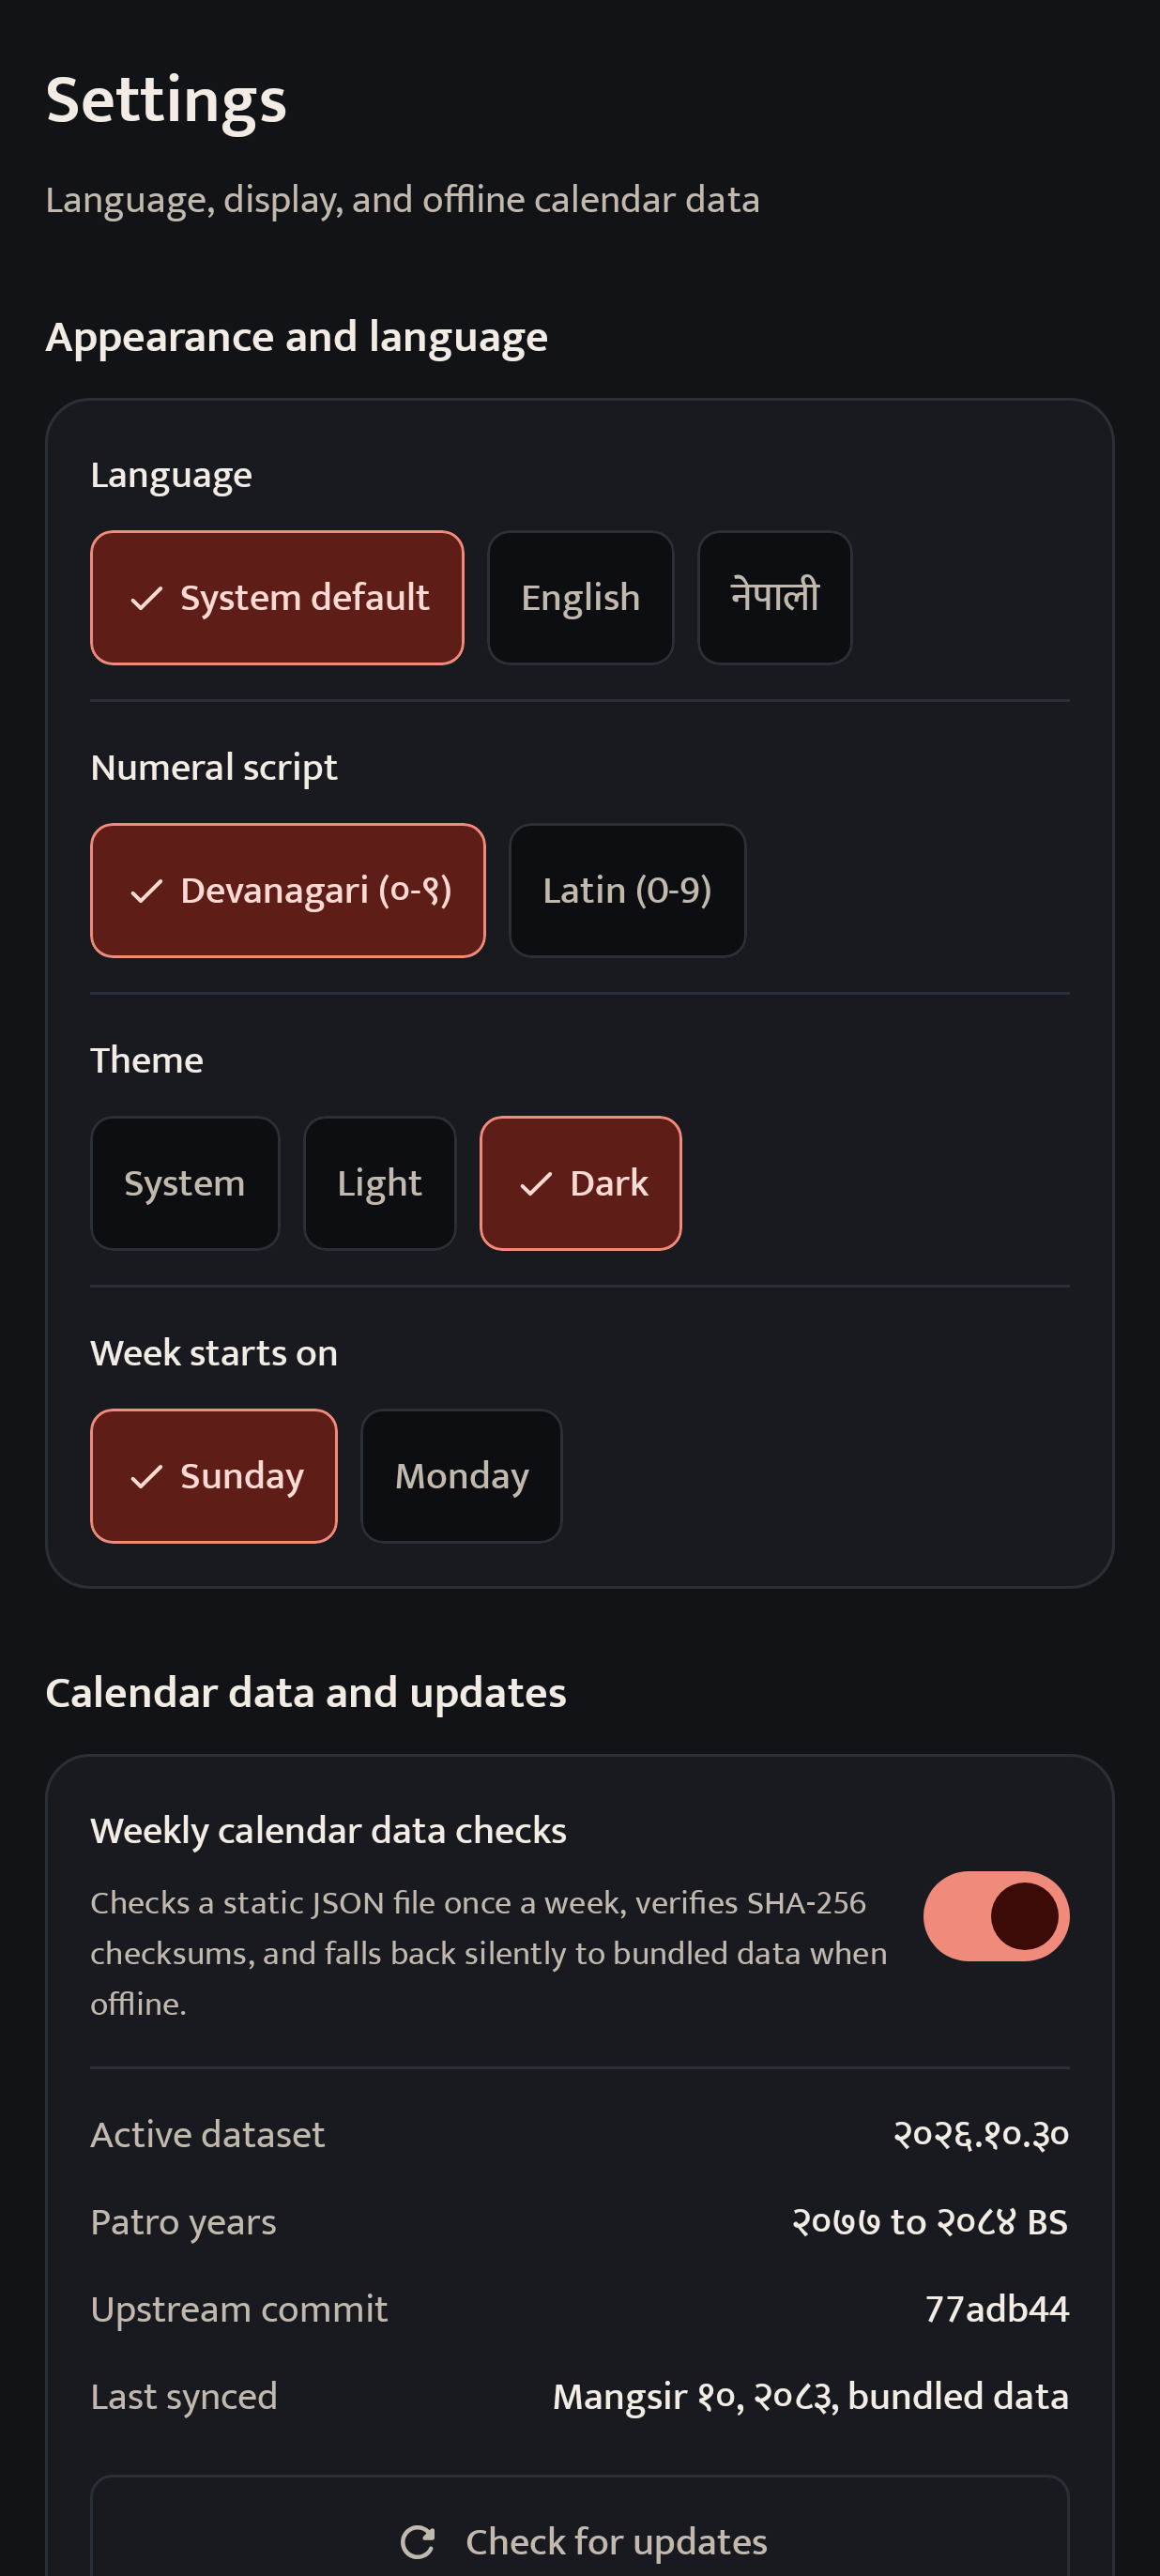 Settings
Language, display, and offline calendar data
Appearance and language
Language
System default
English
नेपाली
Numeral script
Devanagari (०-९)
Latin (0-9)
Theme
System
Light
Dark
Week starts on
Sunday
Monday
Calendar data and updates
Weekly calendar data checks
Checks a static JSON file once a week, verifies SHA-256
checksums, and falls back silently to bundled data when
offline.
Active dataset २०२६.१०.३०
Patro years २०७७ to २०८४ BS
Upstream commit 77adb44
Last synced Mangsir १०, २०८३, bundled data
Check for updates